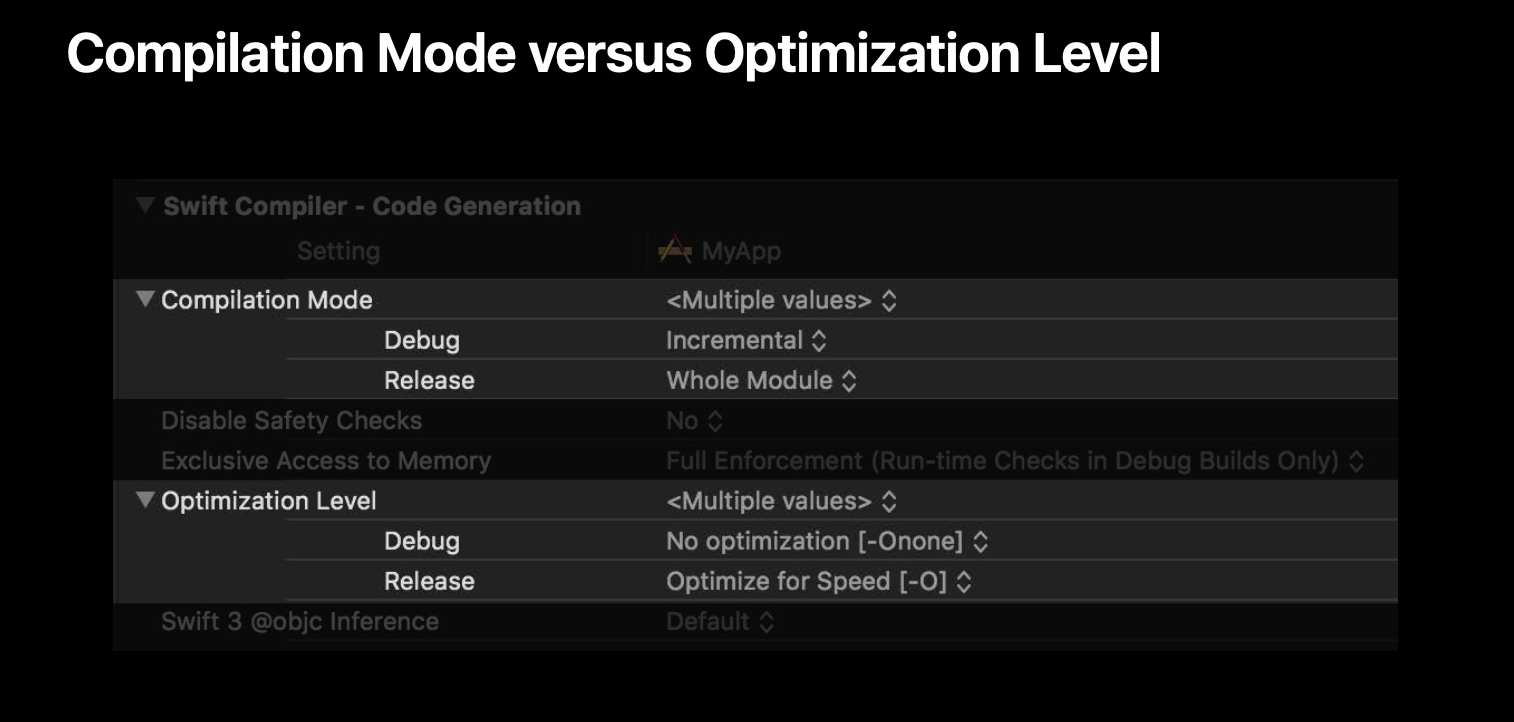 Compilation Mode versus Optimization Level
Swift Compiler - Code Generation
Setting MyApp
Compilation Mode <Multiple values>
Debug Incremental
Release Whole Module
Disable Safety Checks No
Exclusive Access to Memory Full Enforcement (Run-time Checks in Debug Builds Only)
Optimization Level <Multiple values>
Debug No optimization [-Onone]
Release Optimize for Speed [-O]
Swift 3 @objc Inference Default